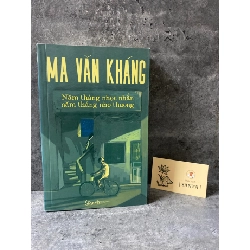 MA VĂN KHÁNG
Năm tháng nhọc nhằn
năm tháng nhớ thương